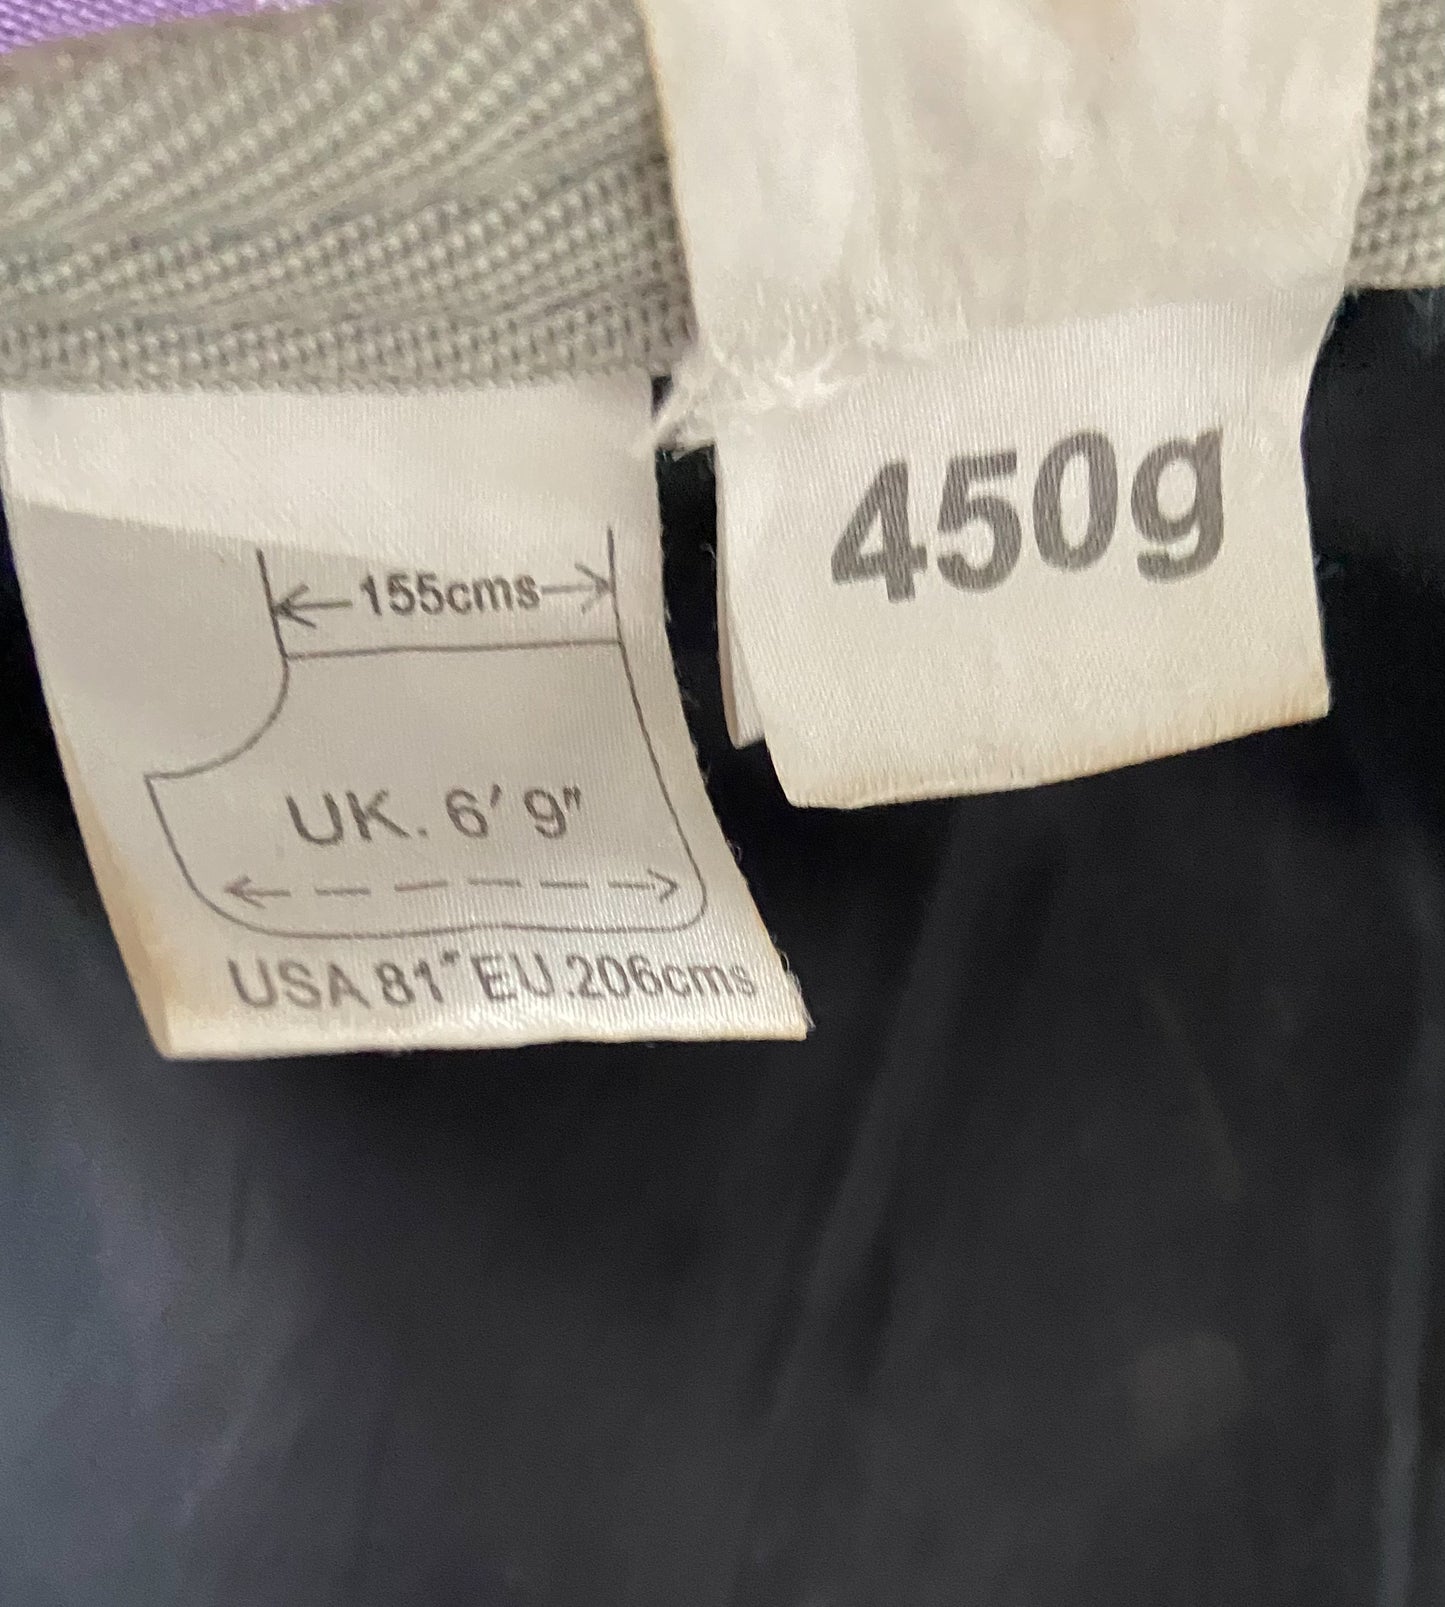 155cms
UK. 6' 9"
USA 81" EU.206cms
450g